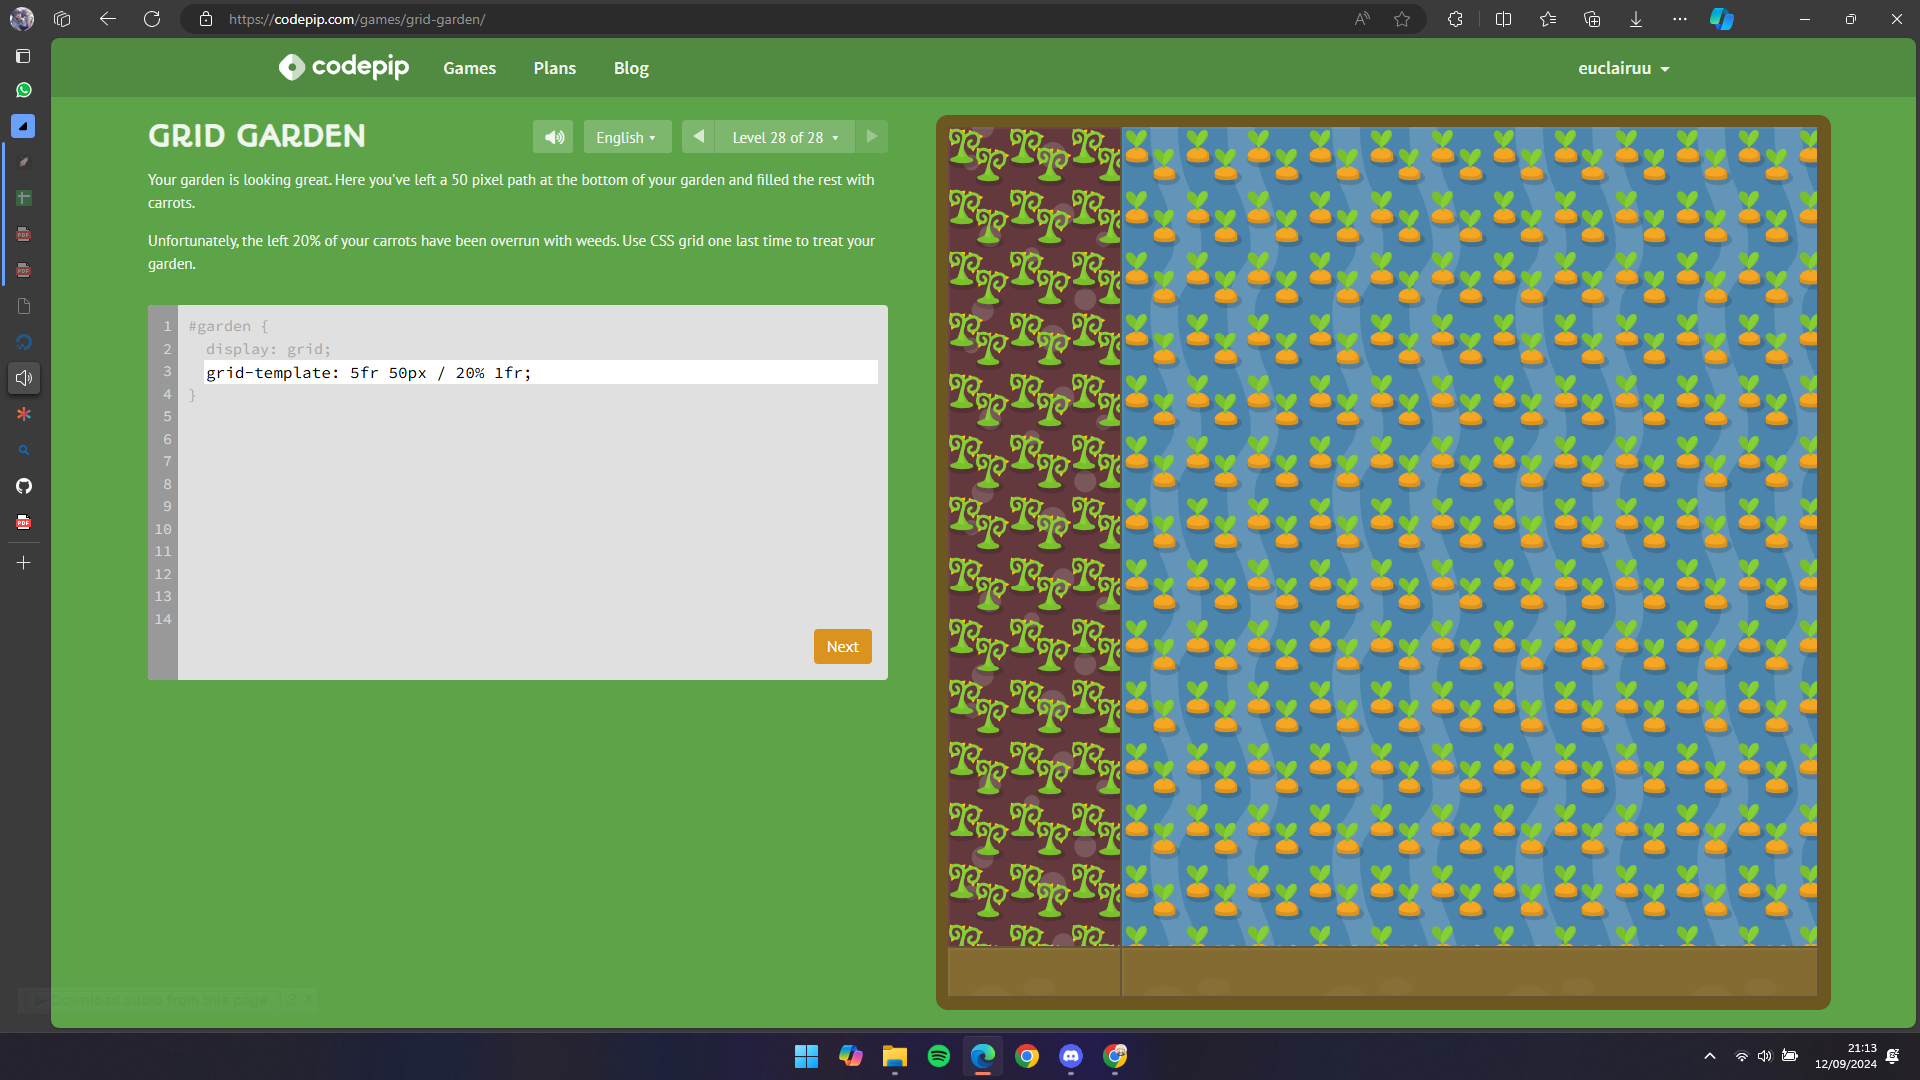 https://codepip.com/games/grid-garden/
codepip
Games
Plans
Blog
euclairuu
GRID GARDEN
English
Level 28 of 28
Your garden is looking great. Here you've left a 50 pixel path at the bottom of your garden and filled the rest with
carrots.
Unfortunately, the left 20% of your carrots have been overrun with weeds. Use CSS grid one last time to treat your
garden.
1 #garden {
2 display: grid;
3 grid-template: 5fr 50px / 20% 1fr;
4 }
5
6
7
8
9
10
11
12
13
14
Next
Download audio from this page
21:13
12/09/2024